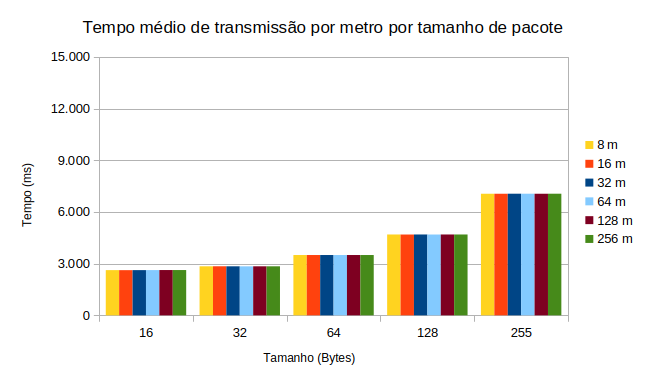 Tempo médio de transmissão por metro por tamanho de pacote
15.000
12.000
9.000
6.000
3.000
0
Tempo (ms)
16
32
64
128
255
Tamanho (Bytes)
8 m
16 m
32 m
64 m
128 m
256 m